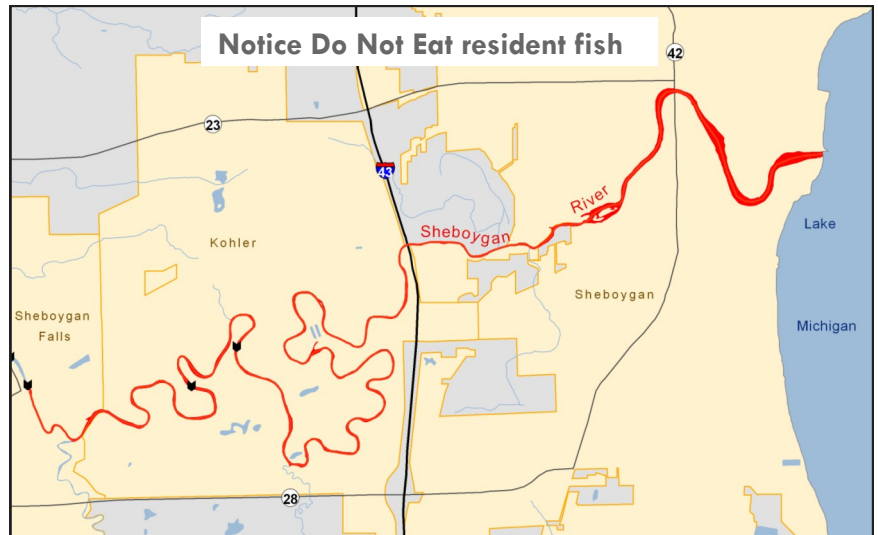 Notice Do Not Eat resident fish
42
23
43
River
Sheboygan
Lake
Kohler
Sheboygan
Sheboygan
Falls
Michigan
28